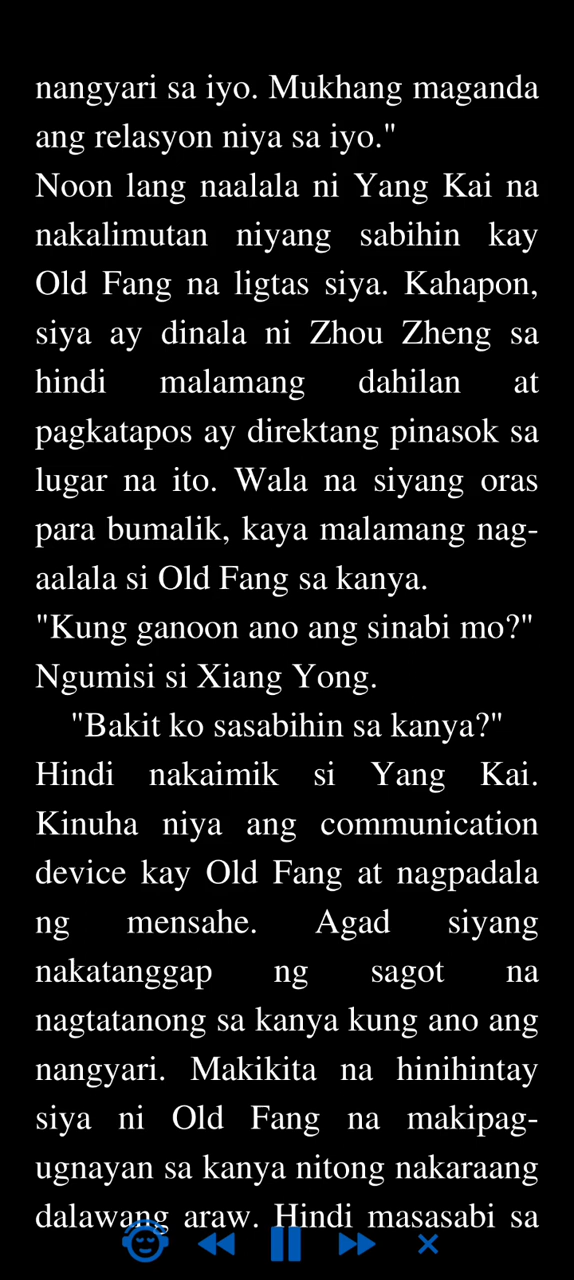 nangyari sa iyo. Mukhang maganda
ang relasyon niya sa iyo."
Noon lang naalala ni Yang Kai na
nakalimutan niyang sabihin kay
Old Fang na ligtas siya. Kahapon,
siya ay dinala ni Zhou Zheng sa
hindi malamang dahilan at
pagkatapos ay direktang pinasok sa
lugar na ito. Wala na siyang oras
para bumalik, kaya malamang nag-
aalala si Old Fang sa kanya.
"Kung ganoon ano ang sinabi mo?"
Ngumisi si Xiang Yong.
"Bakit ko sasabihin sa kanya?"
Hindi nakaimik si Yang Kai.
Kinuha niya ang communication
device kay Old Fang at nagpadala
ng mensahe. Agad siyang
nakatanggap ng sagot na
nagtatanong sa kanya kung ano ang
nangyari. Makikita na hinihintay
siya ni Old Fang na makipag-
ugnayan sa kanya nitong nakaraang
dalawang araw. Hindi masasabi sa